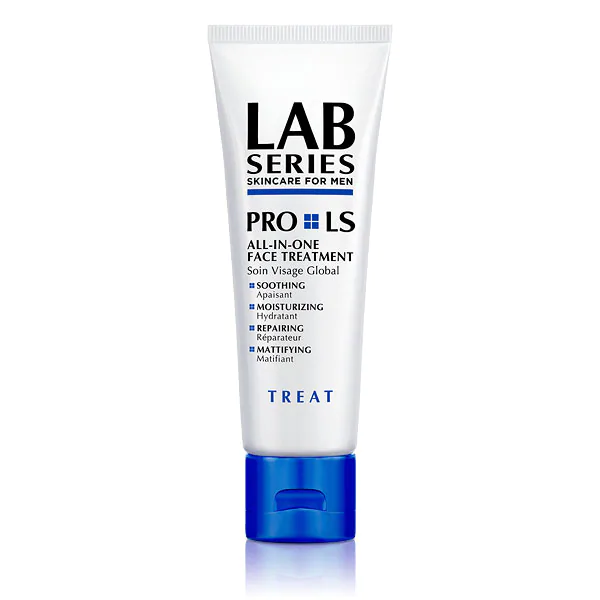 LAB
SERIES
SKINCARE FOR MEN
PRO LS
ALL-IN-ONE
FACE TREATMENT
Soin Visage Global
SOOTHING
Apaisant
MOISTURIZING
Hydratant
REPAIRING
Réparateur
MATTIFYING
Matifiant
TREAT